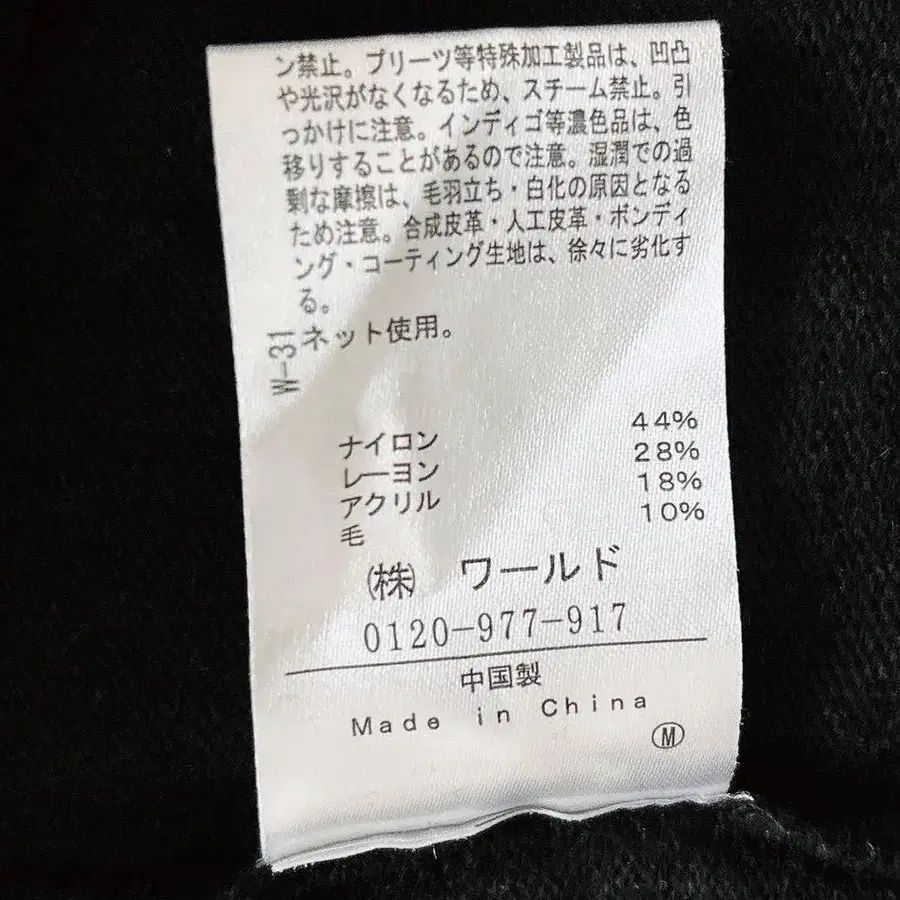 ン禁止。プリーツ等特殊加工製品は、凹凸
や光沢がなくなるため、スチーム禁止。引
っかけに注意。インディゴ等濃色品は、色
移りすることがあるので注意。湿潤での過
剰な摩擦は、毛羽立ち・白化の原因となる
ため注意。合成皮革・人工皮革・ボンディ
ング・コーティング生地は、徐々に劣化す
る。
ネット使用。
W-31
ナイロン 44%
レーヨン 28%
アクリル 18%
毛 10%
㈱ ワールド
0120-977-917
中国製
Made in China
Ⓜ